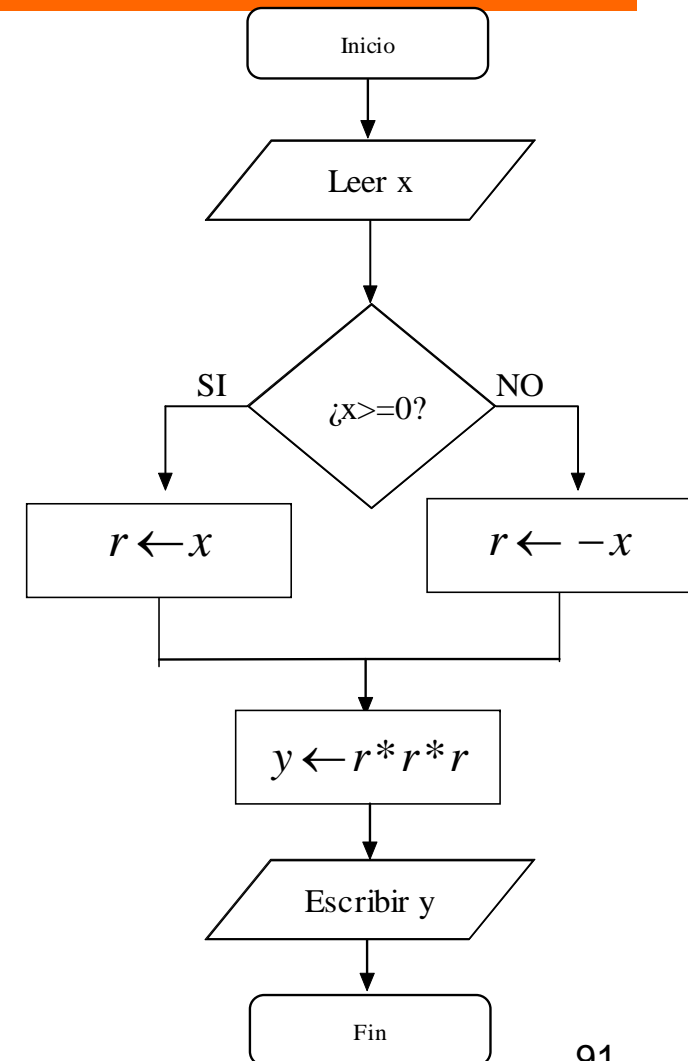 Inicio
Leer x
SI
NO
¿x>=0?
r ← x
r ← − x
y ← r * r * r
Escribir y
Fin
91